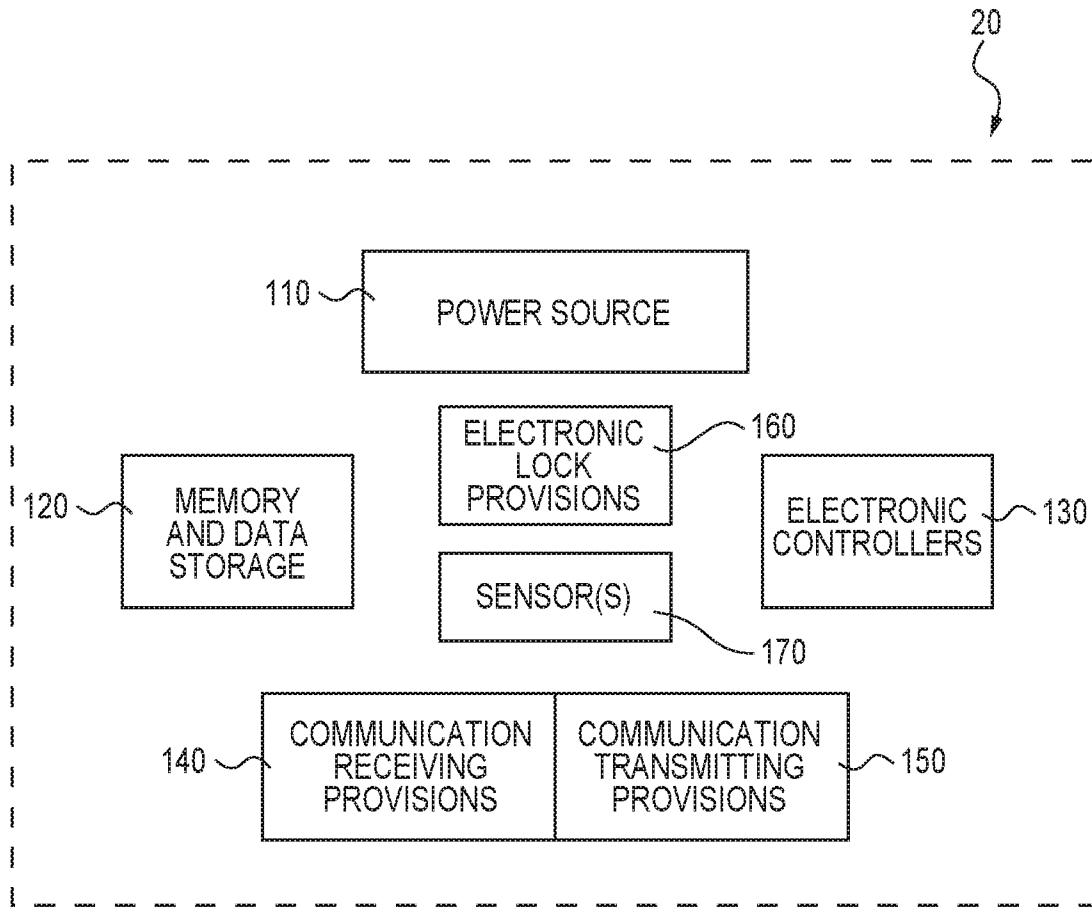 20
110
POWER SOURCE
ELECTRONIC
LOCK
PROVISIONS
160
120
MEMORY
AND DATA
STORAGE
ELECTRONIC
CONTROLLERS
130
SENSOR(S)
170
140
COMMUNICATION
RECEIVING
PROVISIONS
COMMUNICATION
TRANSMITTING
PROVISIONS
150